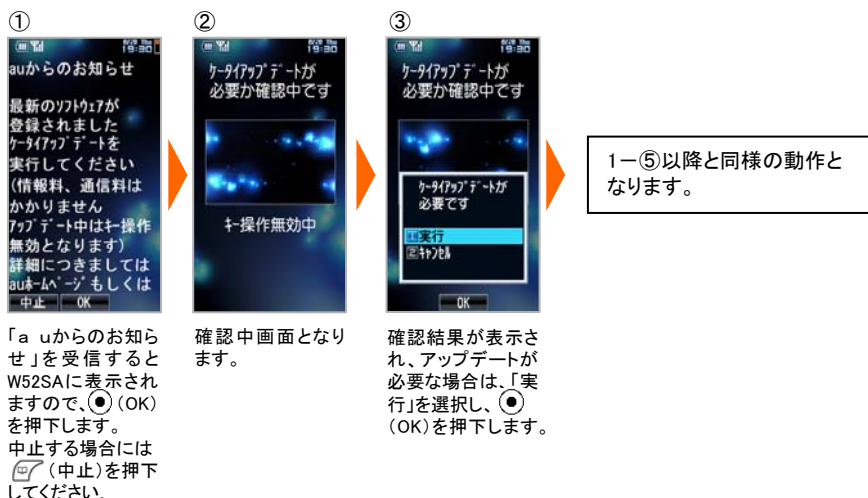 ①
19:30
auからのお知らせ
最新のｿﾌﾄｳｪｱが
登録されました
ｹｰﾀｲｱｯﾌﾟﾃﾞｰﾄを
実行してください
(情報料、通信料は
かかりません
ｱｯﾌﾟﾃﾞｰﾄ中はｷｰ操作
無効となります)
詳細につきましては
auﾎｰﾑﾍﾟｰｼﾞもしくは
中止 OK
「ａｕからのお知ら
せ」を受信すると
W52SAに表示され
ますので、(OK)
を押下します。
中止する場合には
(中止)を押下
してください。
②
19:30
ｹｰﾀｲｱｯﾌﾟﾃﾞｰﾄが
必要か確認中です
ｷｰ操作無効中
確認中画面となり
ます。
③
19:30
ｹｰﾀｲｱｯﾌﾟﾃﾞｰﾄが
必要か確認中です
ｹｰﾀｲｱｯﾌﾟﾃﾞｰﾄが
必要です
1実行
2ｷｬﾝｾﾙ
OK
確認結果が表示さ
れ、アップデートが
必要な場合は、「実
行」を選択し、
(OK)を押下します。
1－⑤以降と同様の動作と
なります。